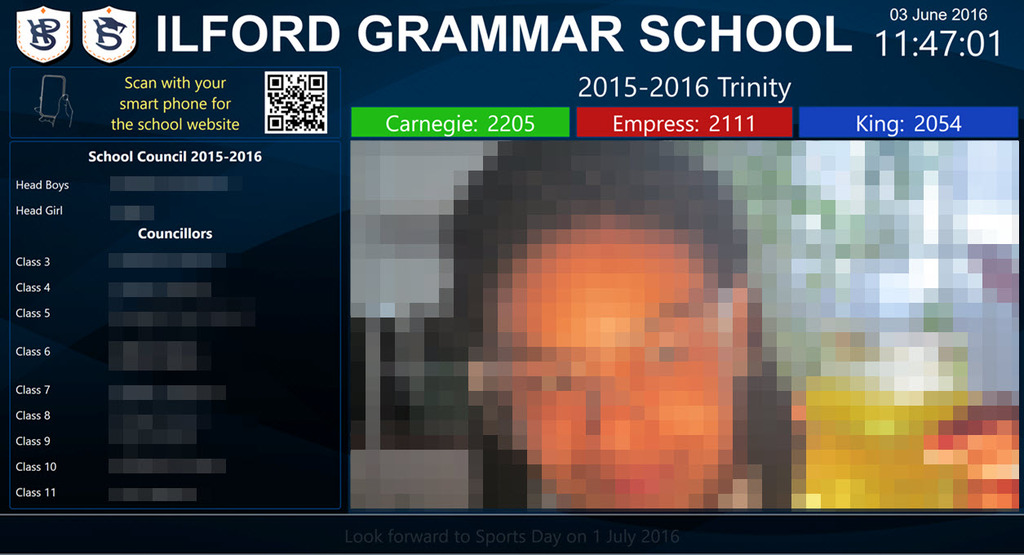 ILFORD GRAMMAR SCHOOL
03 June 2016
11:47:01
Scan with your
smart phone for
the school website
2015-2016 Trinity
Carnegie: 2205
Empress: 2111
King: 2054
School Council 2015-2016
Head Boys
Head Girl
Councillors
Class 3
Class 4
Class 5
Class 6
Class 7
Class 8
Class 9
Class 10
Class 11
Look forward to Sports Day on 1 July 2016